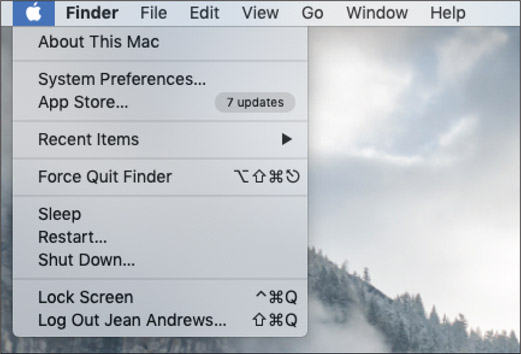 Finder File Edit View Go Window Help
About This Mac
System Preferences...
App Store... 7 updates
Recent Items ▶
Force Quit Finder ⌥⇧⌘⎋
Sleep
Restart...
Shut Down...
Lock Screen ^⌘Q
Log Out Jean Andrews... ⇧⌘Q